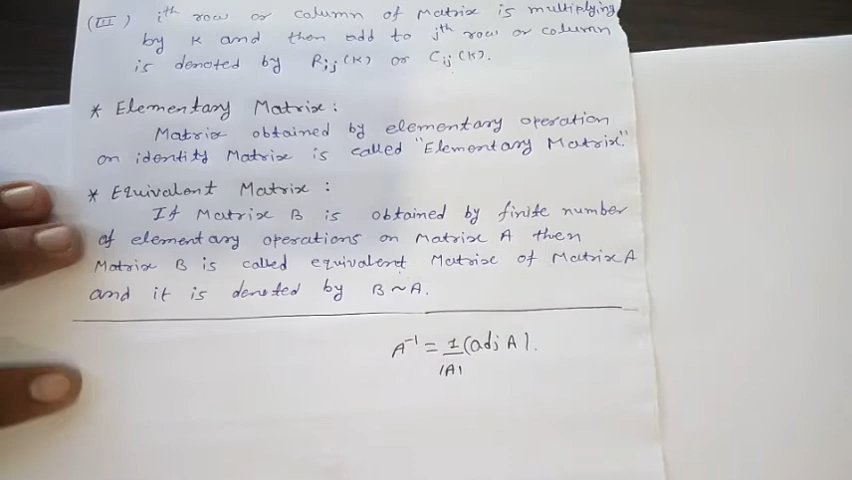 (III) ith row or column of Matrix is multiplying
by K and then add to jth row or column
is denoted by Rij(K) or Cij(K).
* Elementary Matrix :
Matrix obtained by elementary operation
on identity Matrix is called "Elementary Matrix."
* Equivalent Matrix :
If Matrix B is obtained by finite number
of elementary operations on Matrix A then
Matrix B is called equivalent Matrix of Matrix A
and it is denoted by B ~ A.
A⁻¹ = 1/|A| (adj A).